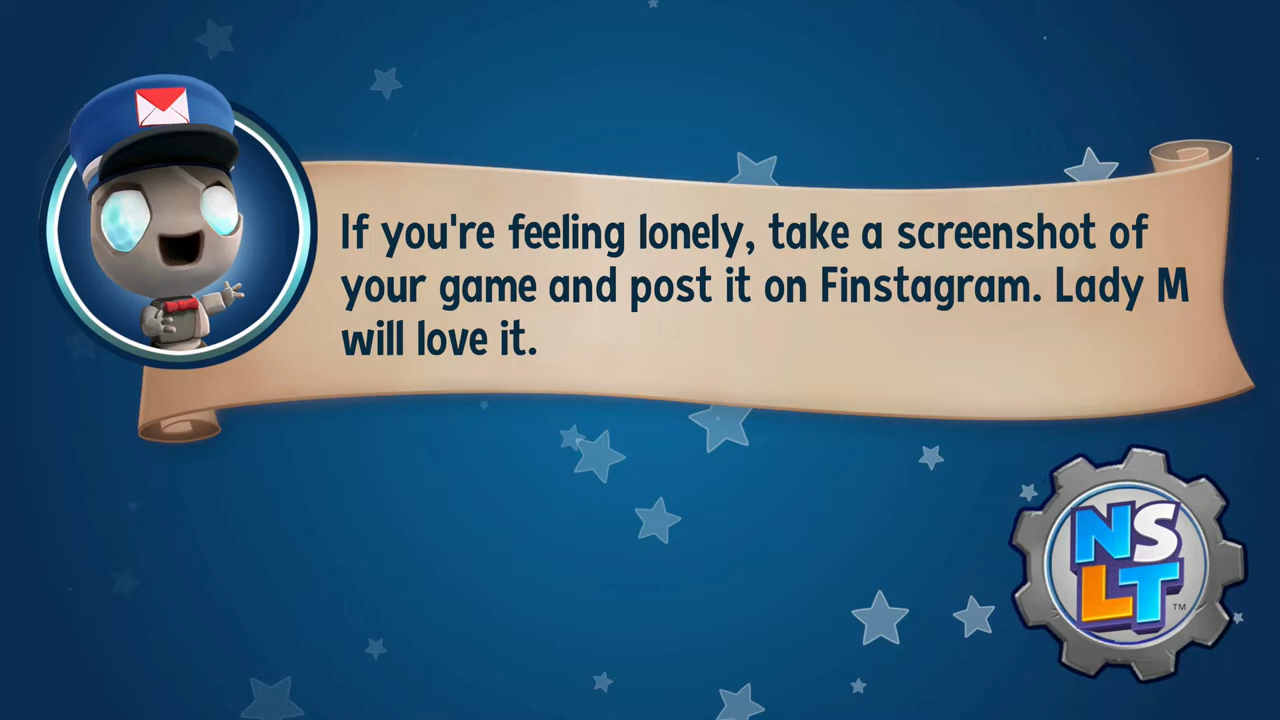 If you're feeling lonely, take a screenshot of
your game and post it on Finstagram. Lady M
will love it.
NS
LT
TM